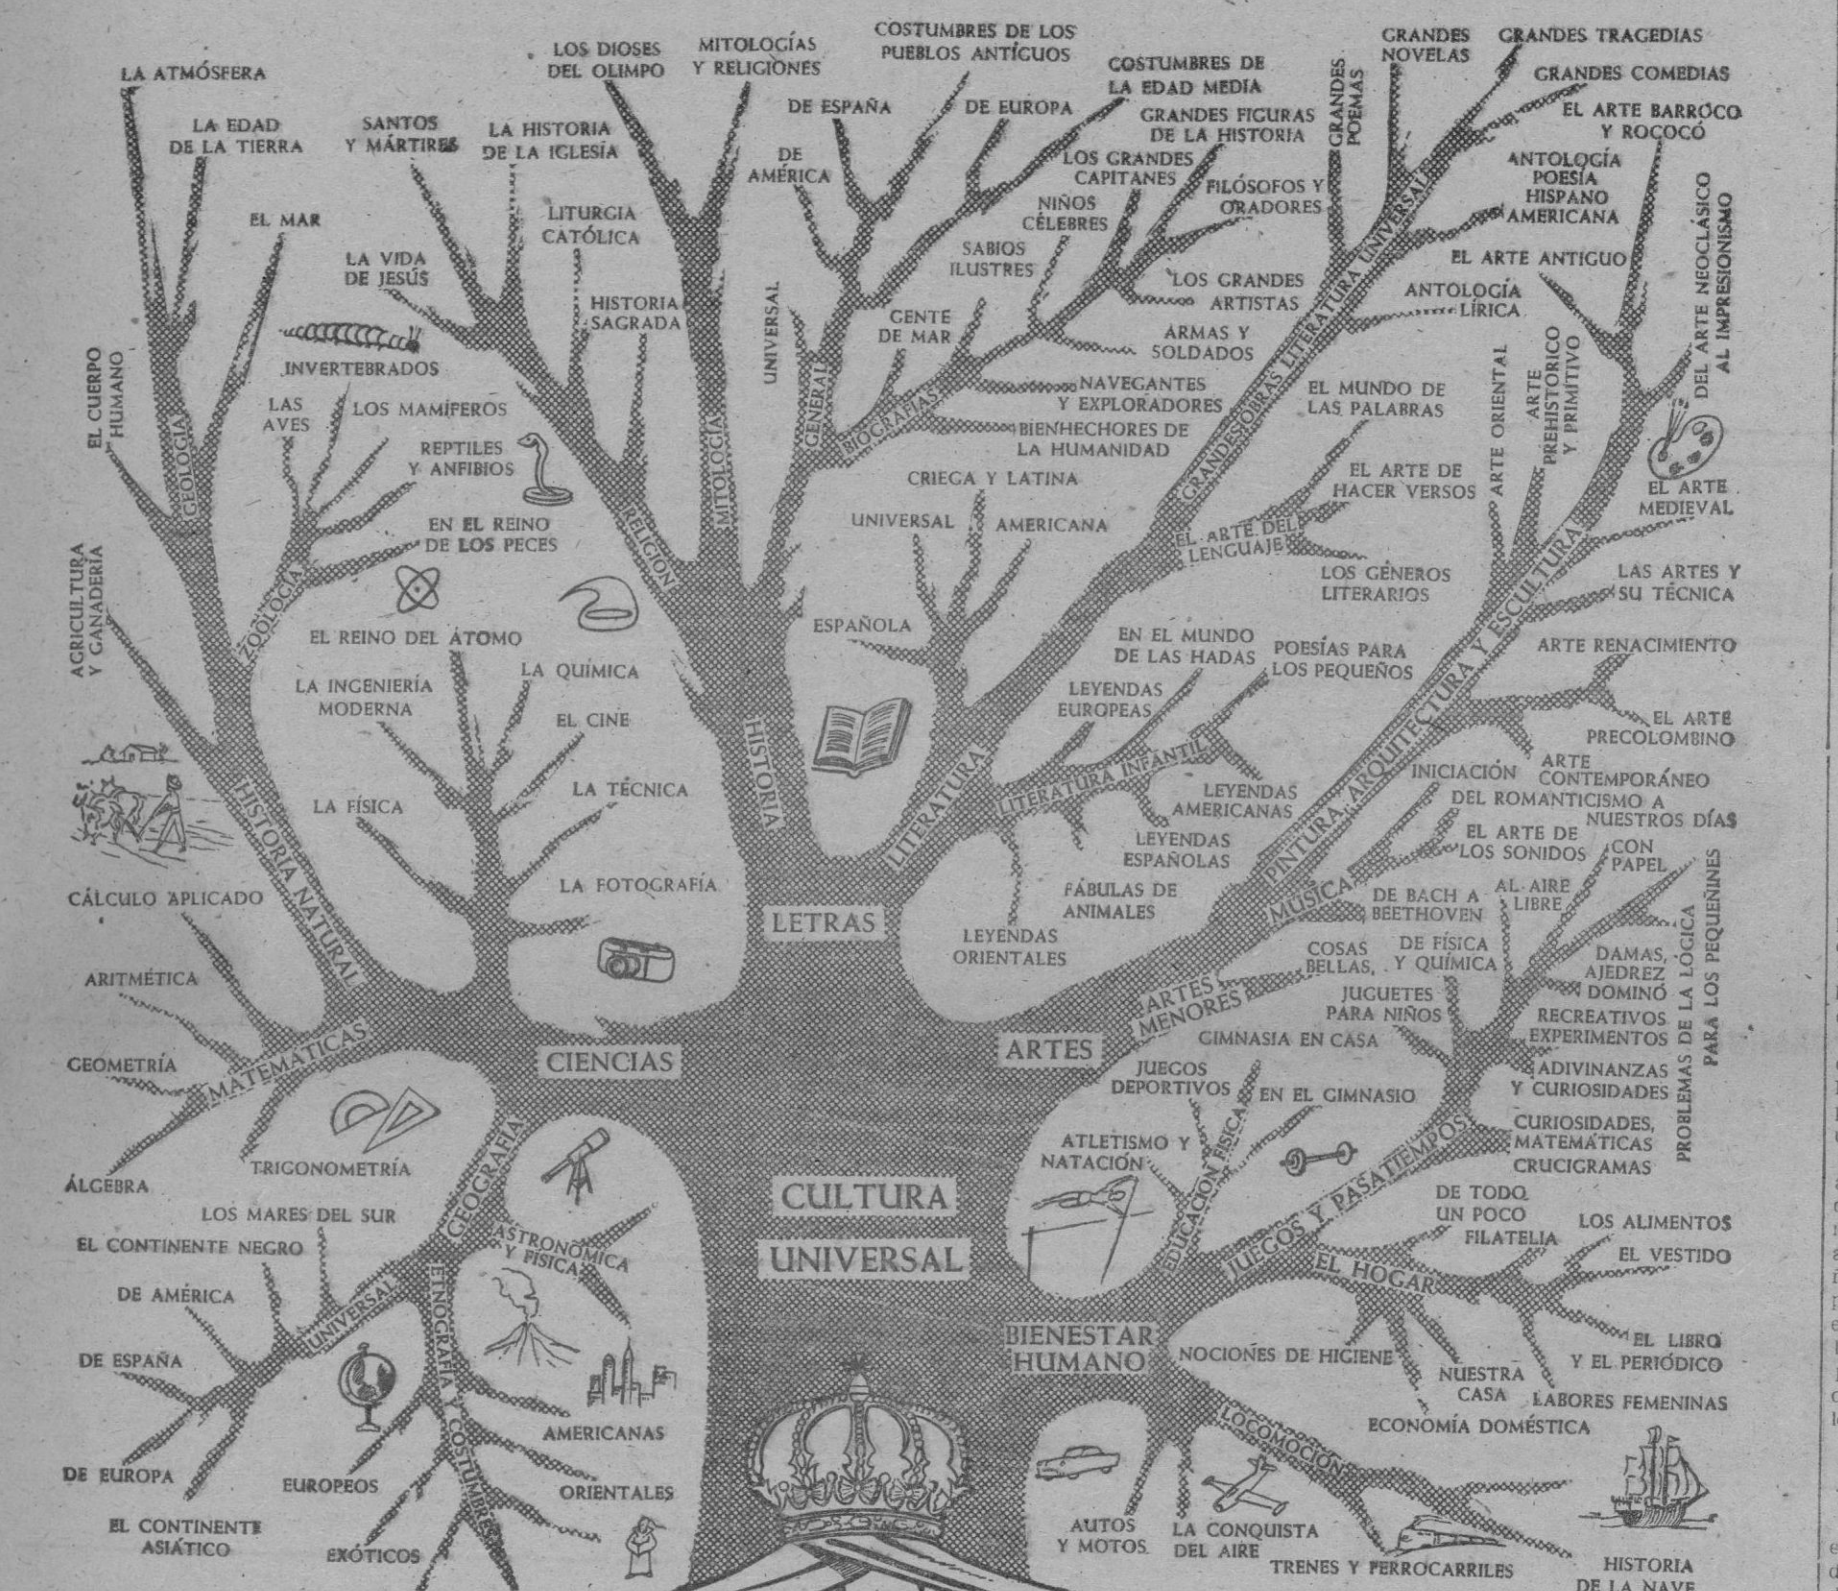 LA ATMÓSFERA
LA EDAD
DE LA TIERRA
EL MAR
SANTOS
Y MÁRTIRES
LA HISTORIA
DE LA IGLESIA
LITURGIA
CATÓLICA
LA VIDA
DE JESÚS
HISTORIA
SAGRADA
LOS DIOSES
DEL OLIMPO
MITOLOGÍAS
Y RELIGIONES
COSTUMBRES DE LOS
PUEBLOS ANTÍGUOS
DE ESPAÑA
DE EUROPA
COSTUMBRES DE
LA EDAD MEDIA
DE
AMÉRICA
GRANDES FIGURAS
DE LA HISTORIA
LOS GRANDES
CAPITANES
FILÓSOFOS Y
ORADORES
NIÑOS
CÉLEBRES
SABIOS
ILUSTRES
LOS GRANDES
ARTISTAS
GENTE
DE MAR
ARMAS Y
SOLDADOS
NAVEGANTES
Y EXPLORADORES
BIENHECHORES DE
LA HUMANIDAD
UNIVERSAL
GENERAL
BIOGRAFIAS
GRANDES
POEMAS
GRANDES
NOVELAS
GRANDES TRAGEDIAS
GRANDES COMEDIAS
EL ARTE BARROCO
Y ROCOCÓ
ANTOLOGÍA
POESÍA
HISPANO
AMERICANA
EL ARTE ANTIGUO
ANTOLOGÍA
LÍRICA
DEL ARTE NEOCLÁSICO
AL IMPRESIONISMO
GRANDES OBRAS LITERATURA UNIVERSAL
EL MUNDO DE
LAS PALABRAS
EL ARTE DE
HACER VERSOS
EL ARTE DEL
LENGUAJE
LOS GÉNEROS
LITERARIOS
ARTE ORIENTAL
ARTE
PREHISTORICO
Y PRIMITIVO
EL ARTE
MEDIEVAL
LAS ARTES Y
SU TÉCNICA
ARTE RENACIMIENTO
EL ARTE
PRECOLOMBINO
ARTE
CONTEMPORÁNEO
PINTURA, ARQUITECTURA Y ESCULTURA
EL CUERPO
HUMANO
GEOLOGIA
INVERTEBRADOS
LAS
AVES
LOS MAMÍFEROS
REPTILES
Y ANFIBIOS
EN EL REINO
DE LOS PECES
ZOOLOGIA
AGRICULTURA
Y GANADERÍA
HISTORIA NATURAL
RELIGION
MITOLOGIA
HISTORIA
CRIEGA Y LATINA
UNIVERSAL
AMERICANA
ESPAÑOLA
LITERATURA
EN EL MUNDO
DE LAS HADAS
POESÍAS PARA
LOS PEQUEÑOS
LEYENDAS
EUROPEAS
LITERATURA INFANTIL
LEYENDAS
AMERICANAS
LEYENDAS
ESPAÑOLAS
FÁBULAS DE
ANIMALES
LEYENDAS
ORIENTALES
EL REINO DEL ÁTOMO
LA QUÍMICA
LA INGENIERÍA
MODERNA
EL CINE
LA FÍSICA
LA TÉCNICA
LA FOTOGRAFÍA
LETRAS
INICIACIÓN
DEL ROMANTICISMO A
NUESTROS DÍAS
EL ARTE DE
LOS SONIDOS
MÚSICA
DE BACH A
BEETHOVEN
AL AIRE
LIBRE
CON
PAPEL
COSAS
BELLAS,
ARTES
MENORES
DE FÍSICA
Y QUÍMICA
JUGUETES
PARA NIÑOS
DAMAS,
AJEDREZ
DOMINÓ
RECREATIVOS
EXPERIMENTOS
ADIVINANZAS
Y CURIOSIDADES
CURIOSIDADES,
MATEMÁTICAS
CRUCIGRAMAS
PROBLEMAS DE LA LOGICA
PARA LOS PEQUEÑINES
CÁLCULO APLICADO
ARITMÉTICA
GEOMETRÍA
MATEMATICAS
ÁLGEBRA
TRIGONOMETRÍA
CIENCIAS
ARTES
GIMNASIA EN CASA
JUEGOS
DEPORTIVOS
EN EL GIMNASIO
ATLETISMO Y
NATACIÓN
EDUCACIÓN FISICA
JUEGOS Y PASATIEMPOS
CULTURA
UNIVERSAL
GEOGRAFIA
ASTRONÓMICA
Y FISICA
LOS MARES DEL SUR
EL CONTINENTE NEGRO
DE AMÉRICA
DE ESPAÑA
DE EUROPA
EL CONTINENTE
ASIÁTICO
UNIVERSAL
ETNOGRAFÍA Y COSTUMBRES
EUROPEOS
EXÓTICOS
AMERICANAS
ORIENTALES
BIENESTAR
HUMANO
DE TODO
UN POCO
FILATELIA
LOS ALIMENTOS
EL VESTIDO
EL HOGAR
EL LIBRO
Y EL PERIÓDICO
NOCIONES DE HIGIENE
NUESTRA
CASA
LABORES FEMENINAS
ECONOMÍA DOMÉSTICA
LOCOMOCIÓN
AUTOS
Y MOTOS
LA CONQUISTA
DEL AIRE
TRENES Y FERROCARRILES
HISTORIA
DE LA NAVE